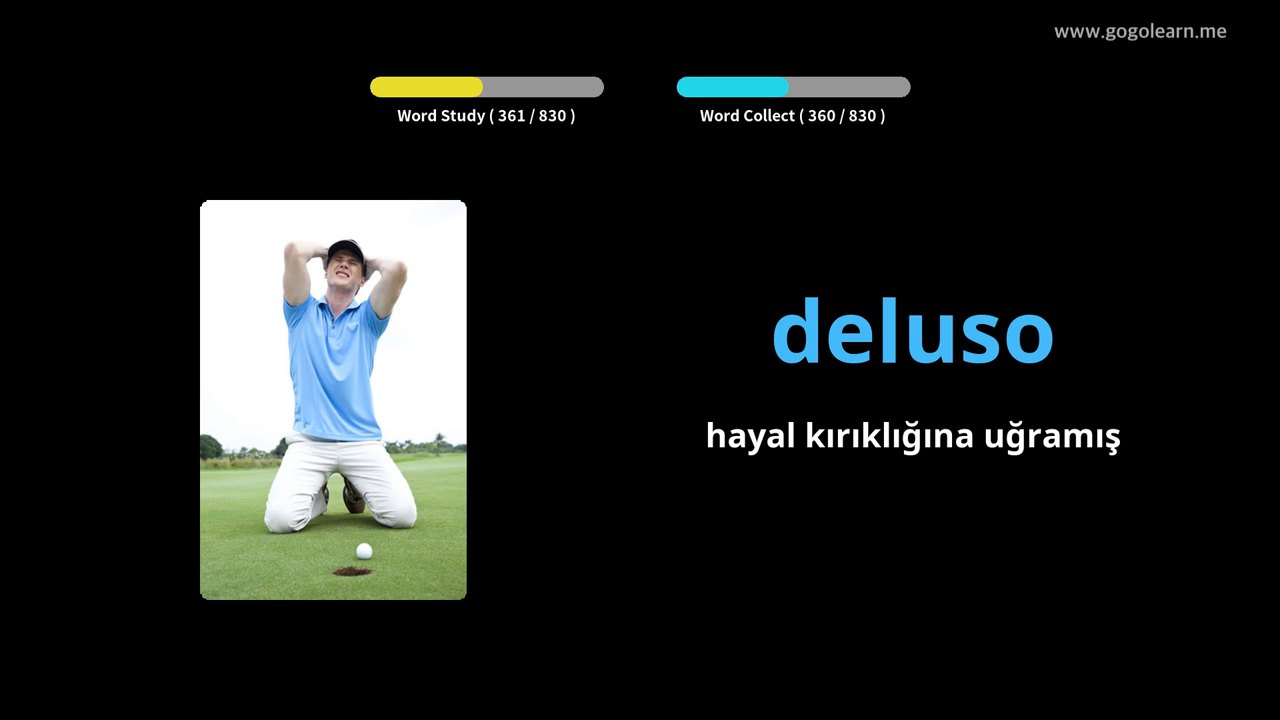 www.gogolearn.me
Word Study ( 361 / 830 )
Word Collect ( 360 / 830 )
deluso
hayal kırıklığına uğramış